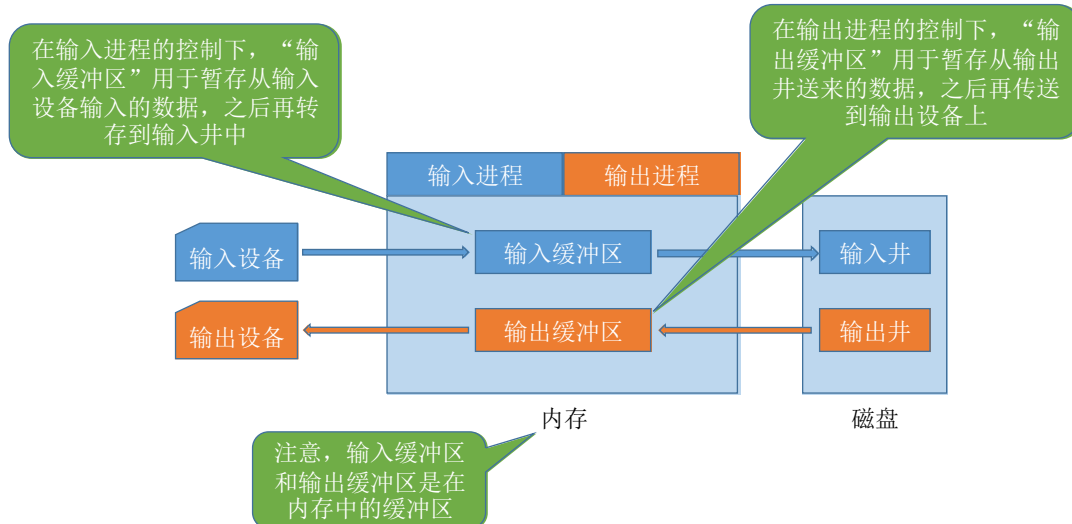 在输入进程的控制下，“输
入缓冲区”用于暂存从输入
设备输入的数据，之后再转
存到输入井中
在输出进程的控制下，“输
出缓冲区”用于暂存从输出
井送来的数据，之后再传送
到输出设备上
输入进程
输出进程
输入设备
输入缓冲区
输入井
输出设备
输出缓冲区
输出井
内存
磁盘
注意，输入缓冲区
和输出缓冲区是在
内存中的缓冲区